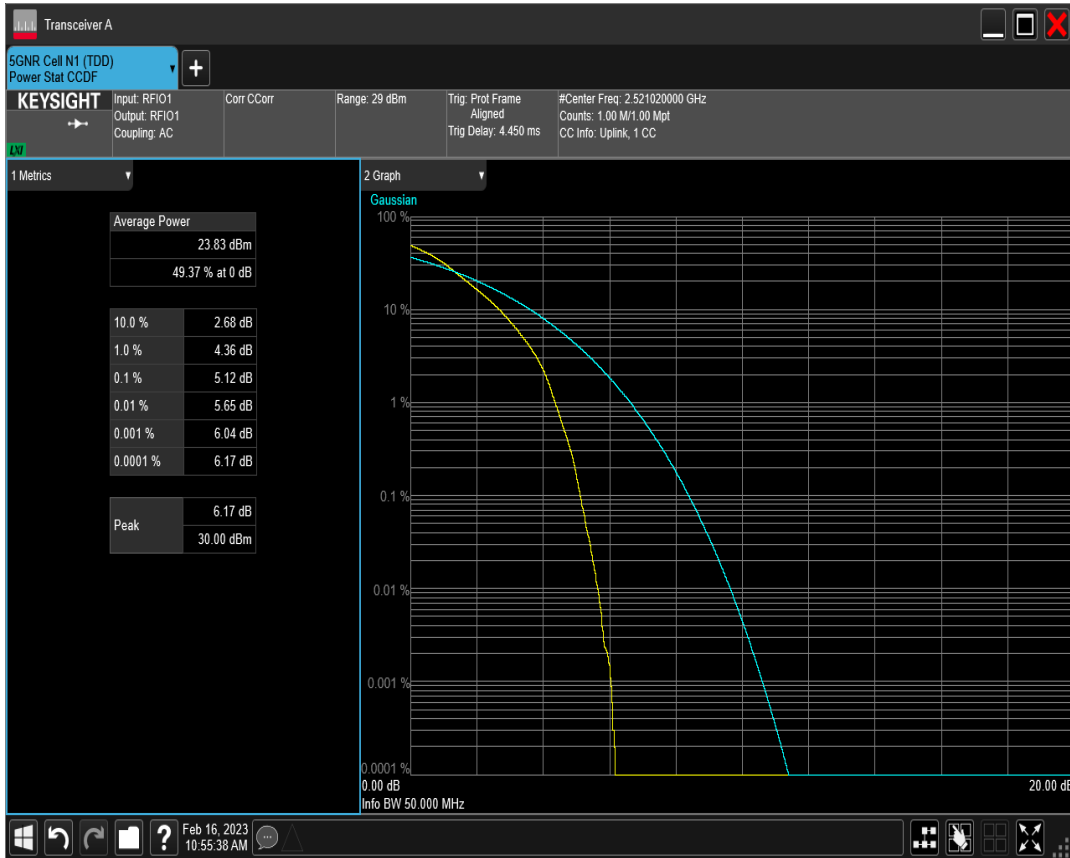 Transceiver A
5GNR Cell N1 (TDD)
Power Stat CCDF
+
KEYSIGHT
LXI
Input: RFIO1
Output: RFIO1
Coupling: AC
Corr CCorr
Range: 29 dBm
Trig: Prot Frame
Aligned
Trig Delay: 4.450 ms
#Center Freq: 2.521020000 GHz
Counts: 1.00 M/1.00 Mpt
CC Info: Uplink, 1 CC
1 Metrics
Average Power
23.83 dBm
49.37 % at 0 dB
10.0 % 2.68 dB
1.0 % 4.36 dB
0.1 % 5.12 dB
0.01 % 5.65 dB
0.001 % 6.04 dB
0.0001 % 6.17 dB
Peak
6.17 dB
30.00 dBm
2 Graph
Gaussian
100 %
10 %
1 %
0.1 %
0.01 %
0.001 %
0.0001 %
0.00 dB
20.00 dB
Info BW 50.000 MHz
?
Feb 16, 2023
10:55:38 AM